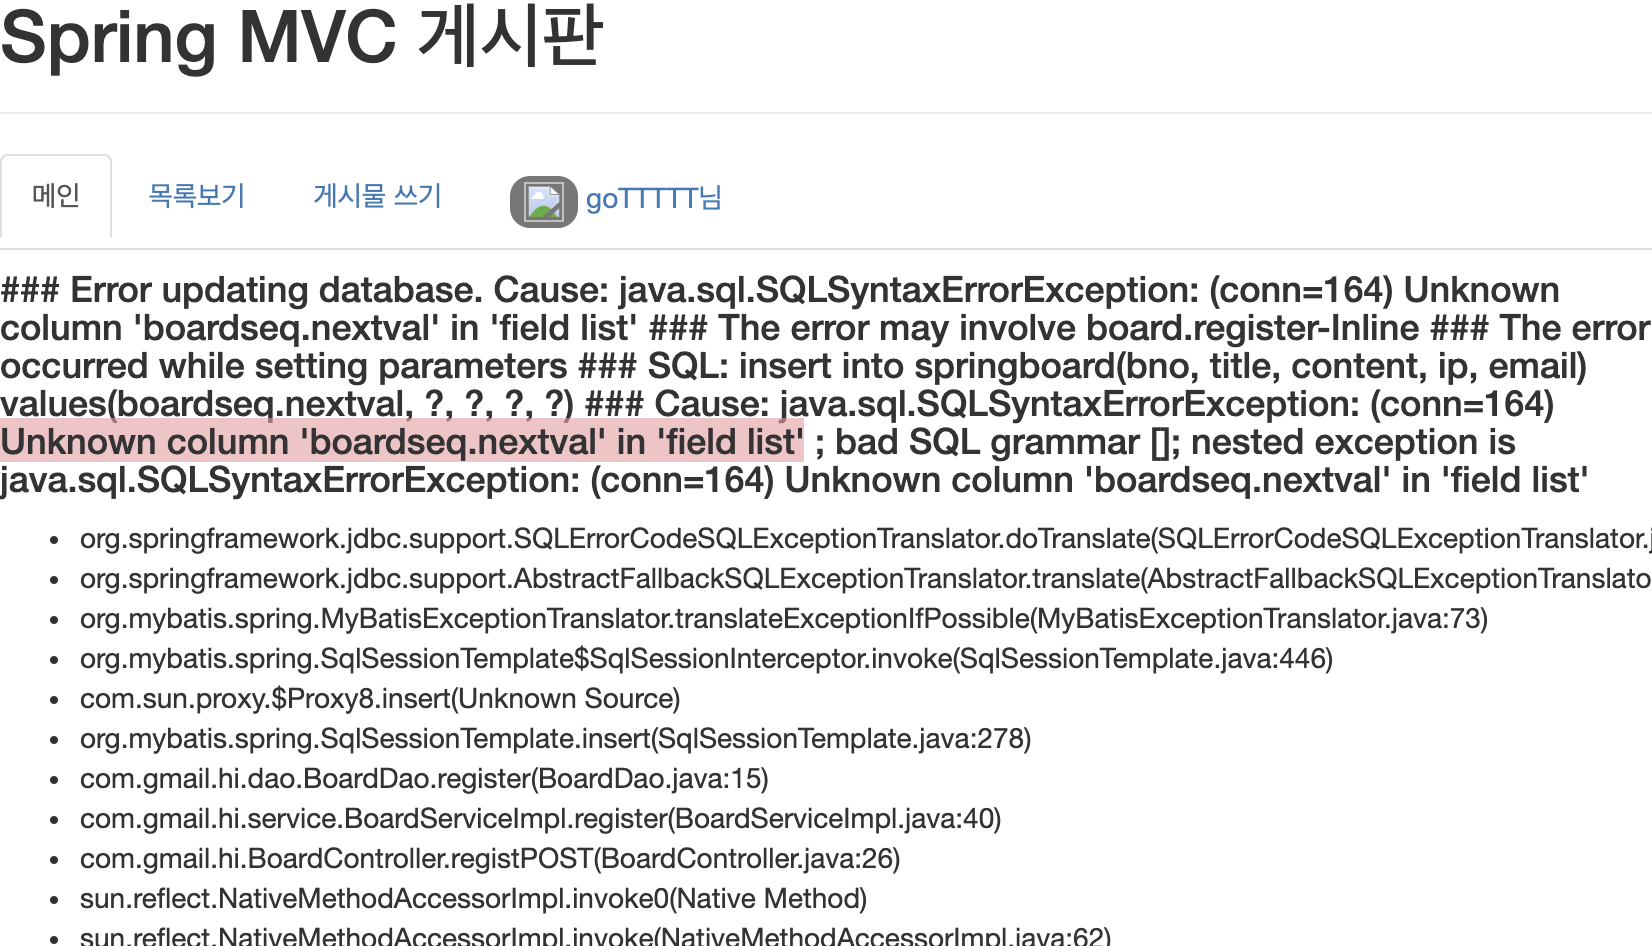 Spring MVC 게시판
메인 목록보기 게시물 쓰기 goTTTTT님
### Error updating database. Cause: java.sql.SQLSyntaxErrorException: (conn=164) Unknown
column 'boardseq.nextval' in 'field list' ### The error may involve board.register-Inline ### The error
occurred while setting parameters ### SQL: insert into springboard(bno, title, content, ip, email)
values(boardseq.nextval, ?, ?, ?, ?) ### Cause: java.sql.SQLSyntaxErrorException: (conn=164)
Unknown column 'boardseq.nextval' in 'field list' ; bad SQL grammar []; nested exception is
java.sql.SQLSyntaxErrorException: (conn=164) Unknown column 'boardseq.nextval' in 'field list'
• org.springframework.jdbc.support.SQLErrorCodeSQLExceptionTranslator.doTranslate(SQLErrorCodeSQLExceptionTranslator.j
• org.springframework.jdbc.support.AbstractFallbackSQLExceptionTranslator.translate(AbstractFallbackSQLExceptionTranslato
• org.mybatis.spring.MyBatisExceptionTranslator.translateExceptionIfPossible(MyBatisExceptionTranslator.java:73)
• org.mybatis.spring.SqlSessionTemplate$SqlSessionInterceptor.invoke(SqlSessionTemplate.java:446)
• com.sun.proxy.$Proxy8.insert(Unknown Source)
• org.mybatis.spring.SqlSessionTemplate.insert(SqlSessionTemplate.java:278)
• com.gmail.hi.dao.BoardDao.register(BoardDao.java:15)
• com.gmail.hi.service.BoardServiceImpl.register(BoardServiceImpl.java:40)
• com.gmail.hi.BoardController.registPOST(BoardController.java:26)
• sun.reflect.NativeMethodAccessorImpl.invoke0(Native Method)
• sun.reflect.NativeMethodAccessorImpl.invoke(NativeMethodAccessorImpl.java:62)